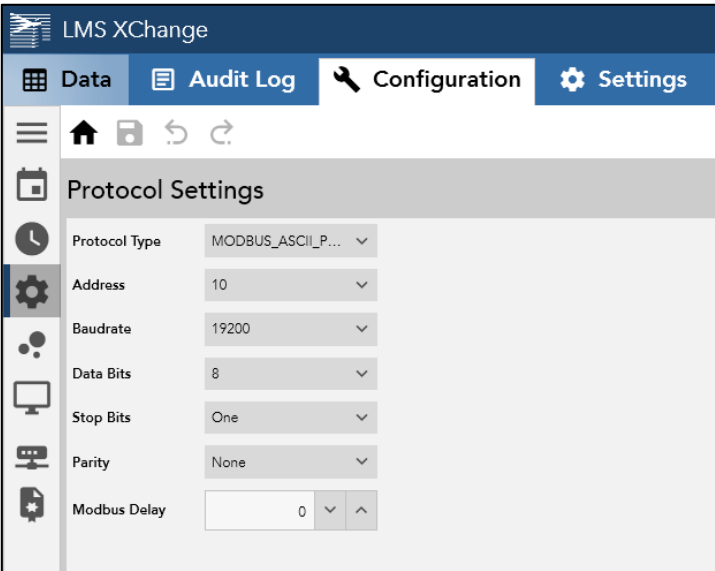 LMS XChange
Data Audit Log Configuration Settings
Protocol Settings
Protocol Type MODBUS_ASCII_P...
Address 10
Baudrate 19200
Data Bits 8
Stop Bits One
Parity None
Modbus Delay 0